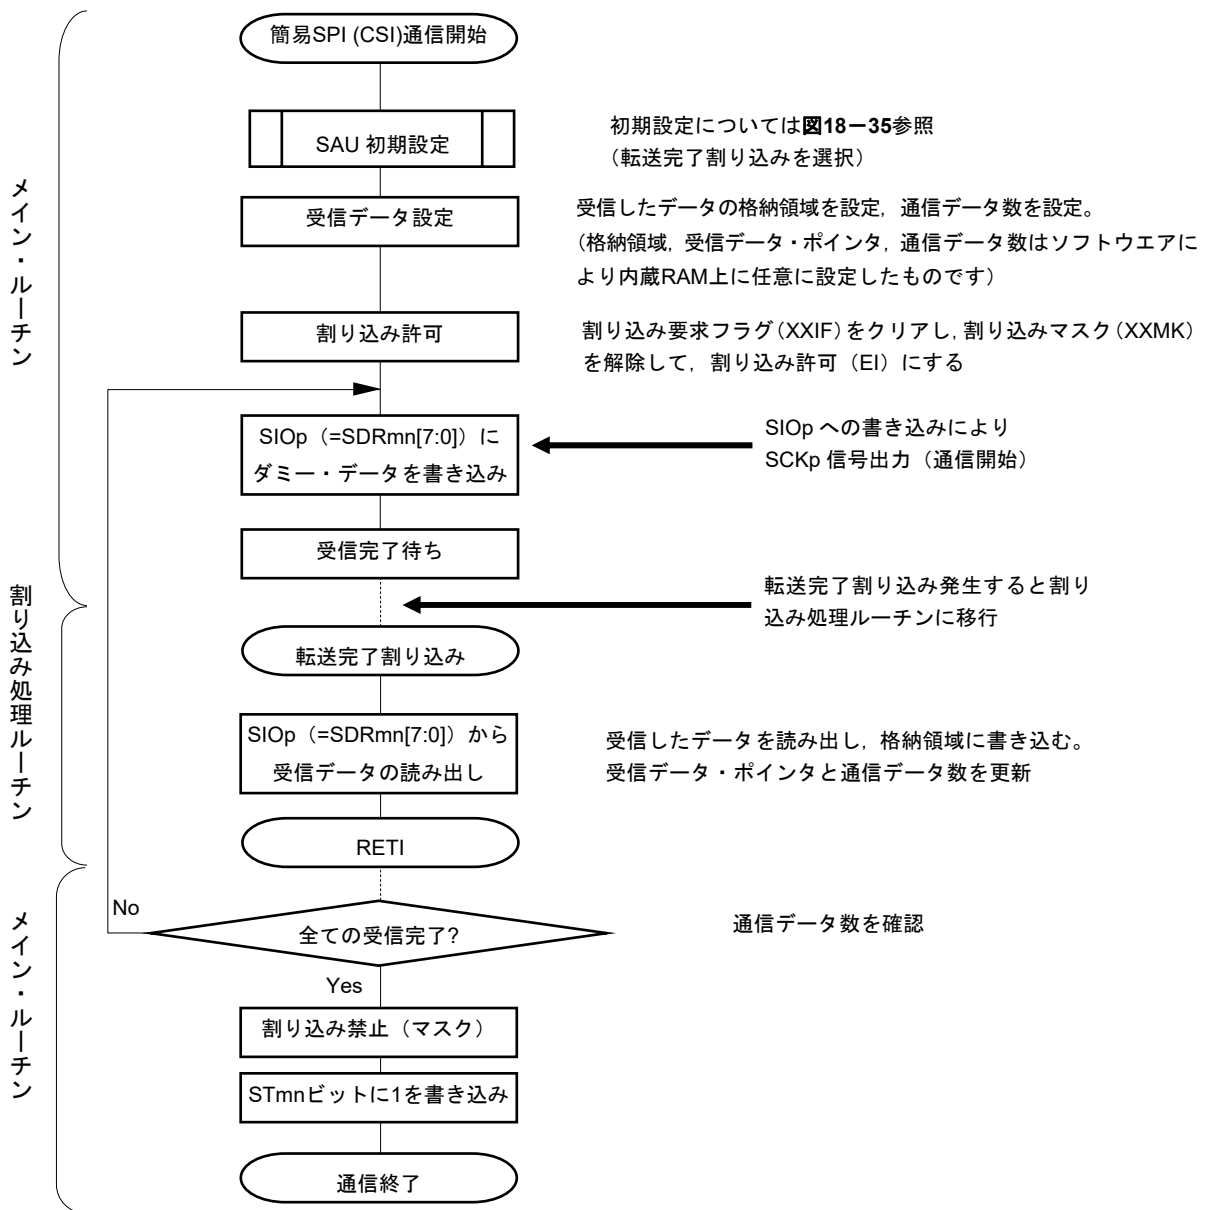 簡易SPI (CSI)通信開始
SAU 初期設定
初期設定については図18-35参照
（転送完了割り込みを選択）
受信データ設定
受信したデータの格納領域を設定，通信データ数を設定。
（格納領域，受信データ・ポインタ，通信データ数はソフトウエアに
より内蔵RAM上に任意に設定したものです）
メイン・ルーチン
割り込み許可
割り込み要求フラグ（XXIF）をクリアし，割り込みマスク（XXMK）
を解除して，割り込み許可（EI）にする
SIOp（=SDRmn[7:0]）に
ダミー・データを書き込み
SIOp への書き込みにより
SCKp 信号出力（通信開始）
受信完了待ち
転送完了割り込み発生すると割り
込み処理ルーチンに移行
割り込み処理ルーチン
転送完了割り込み
SIOp（=SDRmn[7:0]）から
受信データの読み出し
受信したデータを読み出し，格納領域に書き込む。
受信データ・ポインタと通信データ数を更新
RETI
メイン・ルーチン
No
全ての受信完了?
通信データ数を確認
Yes
割り込み禁止（マスク）
STmnビットに1を書き込み
通信終了